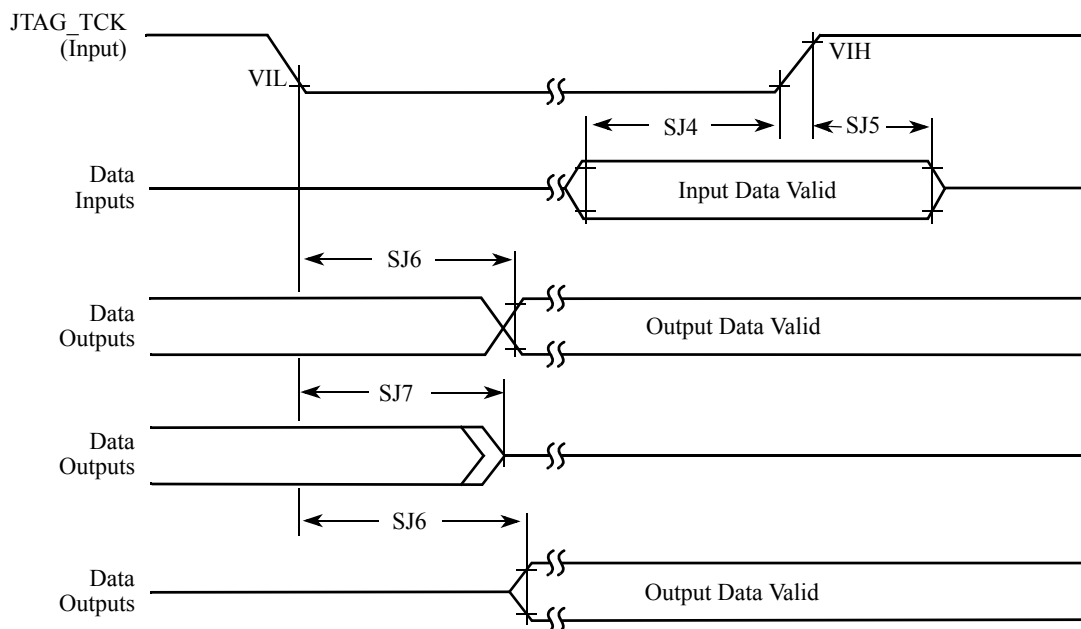 JTAG_TCK
(Input)
VIL
VIH
SJ4
SJ5
Data
Inputs
Input Data Valid
SJ6
Data
Outputs
Output Data Valid
SJ7
Data
Outputs
SJ6
Data
Outputs
Output Data Valid